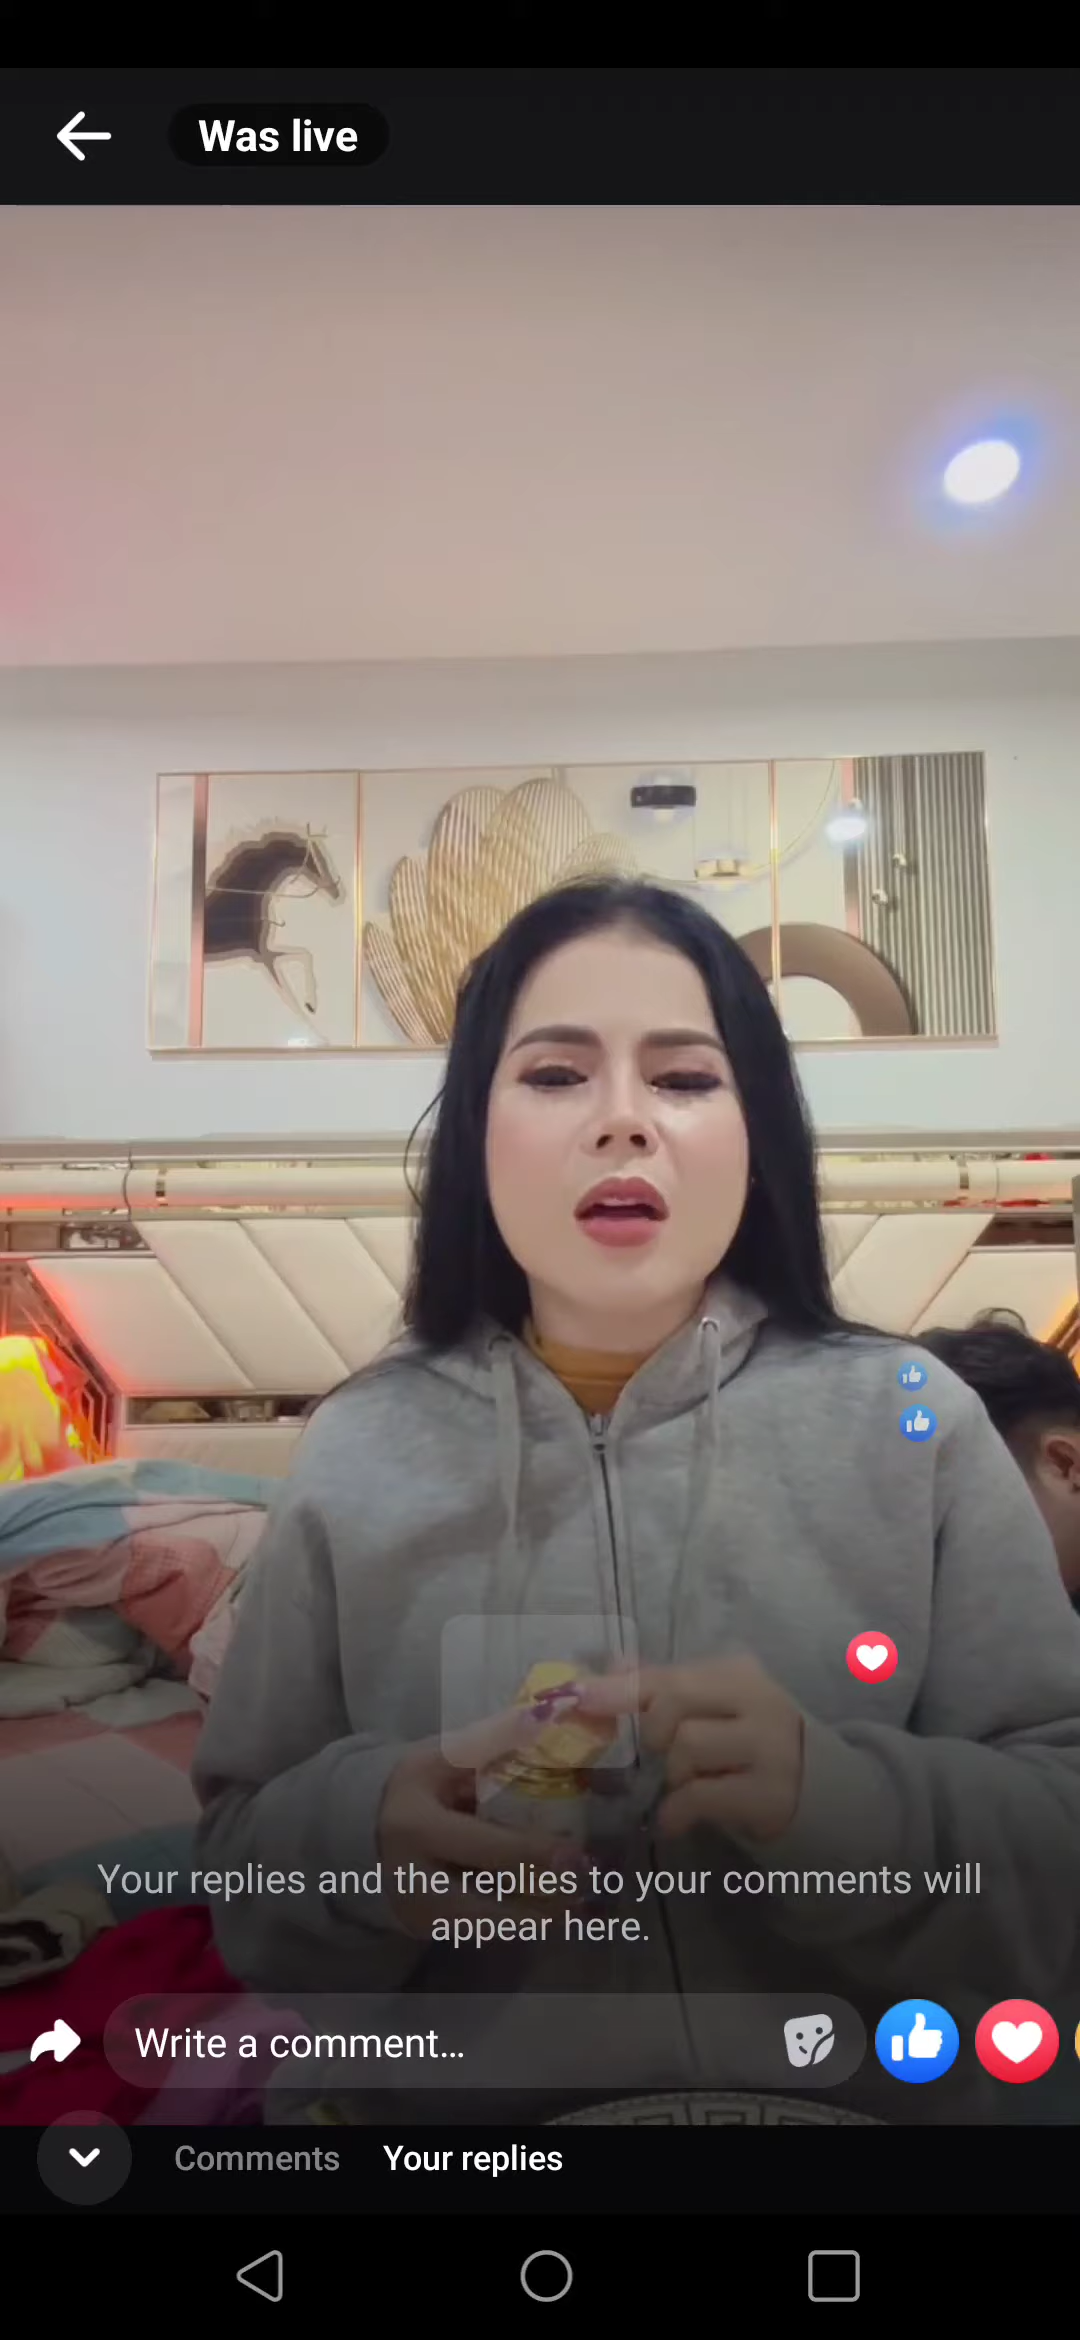 Was live
Your replies and the replies to your comments will
appear here.
Write a comment...
Comments Your replies